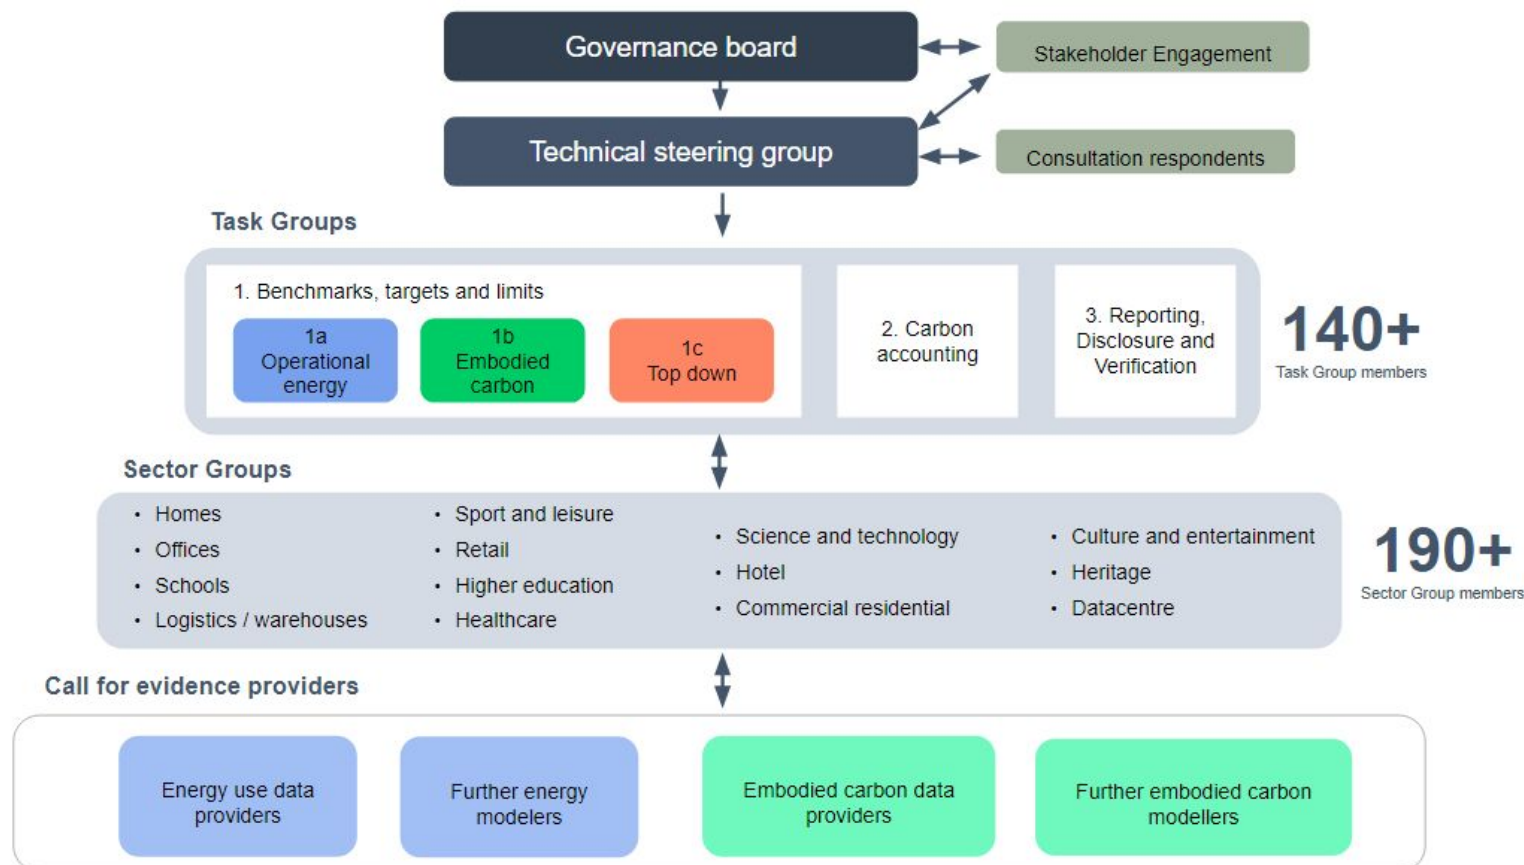 Governance board
Stakeholder Engagement
Technical steering group
Consultation respondents
Task Groups
1. Benchmarks, targets and limits
1a
Operational
energy
1b
Embodied
carbon
1c
Top down
2. Carbon
accounting
3. Reporting,
Disclosure and
Verification
140+
Task Group members
Sector Groups
• Homes
• Offices
• Schools
• Logistics / warehouses
• Sport and leisure
• Retail
• Higher education
• Healthcare
• Science and technology
• Hotel
• Commercial residential
• Culture and entertainment
• Heritage
• Datacentre
190+
Sector Group members
Call for evidence providers
Energy use data
providers
Further energy
modelers
Embodied carbon data
providers
Further embodied carbon
modellers